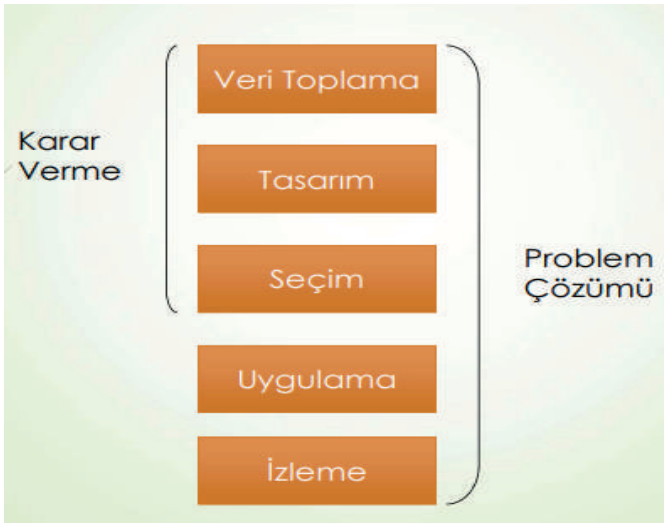 Veri Toplama
Karar
Verme
Tasarım
Seçim
Problem
Çözümü
Uygulama
İzleme